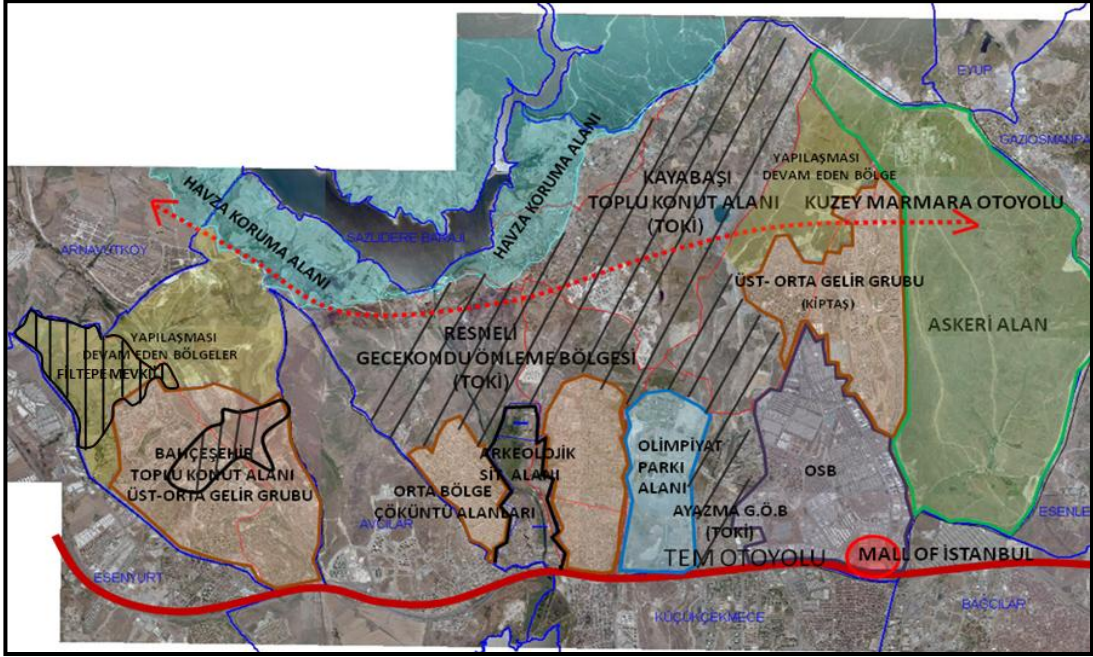 EYÜP
GAZİOSMANPA
HAVZA KORUMA ALANI
HAVZA KORUMA ALANI
SAZLIDERE BARAJI
ARNAVUTKÖY
KAYABAŞI
TOPLU KONUT ALANI
(TOKİ)
YAPILAŞMASI
DEVAM EDEN BÖLGE
KUZEY MARMARA OTOYOLU
ÜST- ORTA GELİR GRUBU
(KİPTAŞ)
ASKERİ ALAN
YAPILAŞMASI
DEVAM EDEN BÖLGELER
FİLTEPE MEVKİİ
RESNELİ
GECEKONDU ÖNLEME BÖLGESİ
(TOKİ)
BAHÇEŞEHİR
TOPLU KONUT ALANI
ÜST-ORTA GELİR GRUBU
ORTA BÖLGE
ÇÖKÜNTÜ ALANLARI
ARKEOLOJİK
SİT ALANI
OLİMPİYAT
PARKI
ALANI
OSB
AYAZMA G.Ö.B
(TOKİ)
AVCILAR
ESENLE
TEM OTOYOLU
MALL OF İSTANBUL
ESENYURT
KÜÇÜKÇEKMECE
BAĞCILAR